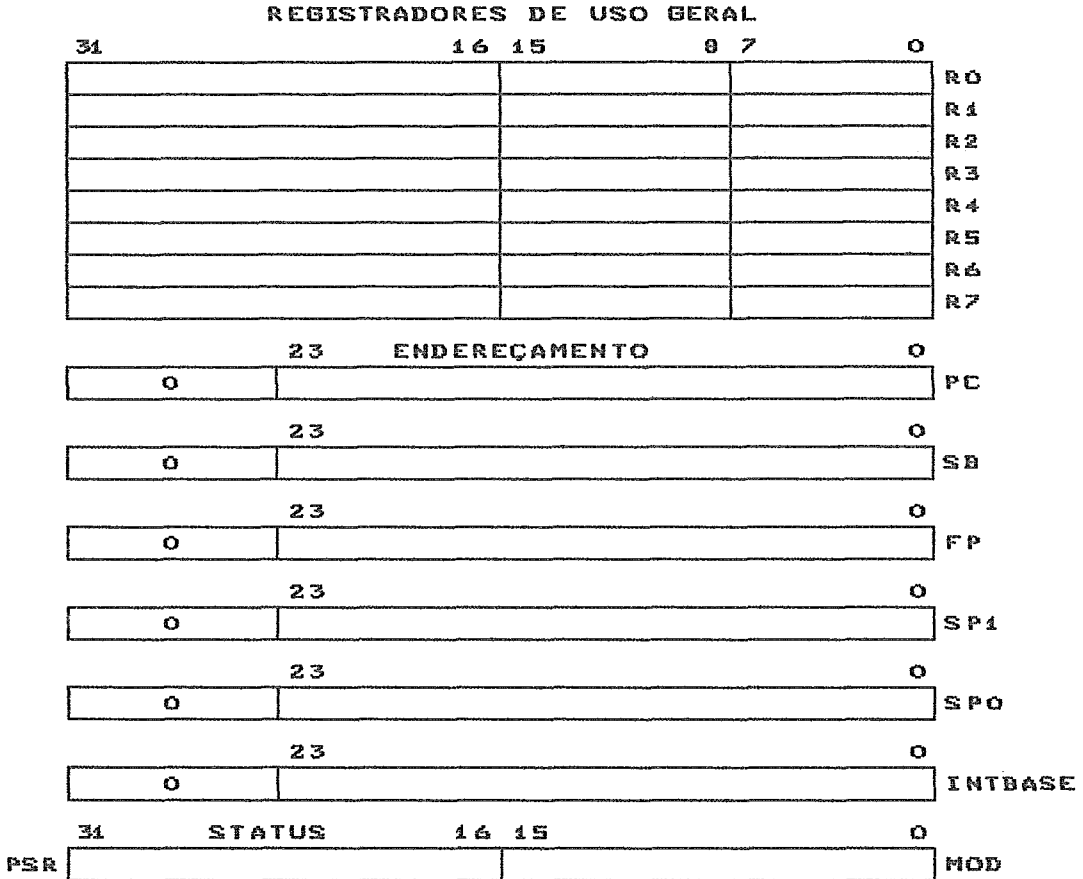 REGISTRADORES DE USO GERAL
31 16 15 8 7 0
R0
R1
R2
R3
R4
R5
R6
R7
23 ENDEREÇAMENTO 0
0 PC
23 0
0 SB
23 0
0 FP
23 0
0 SP1
23 0
0 SP0
23 0
0 INTBASE
31 STATUS 16 15 0
PSR MOD